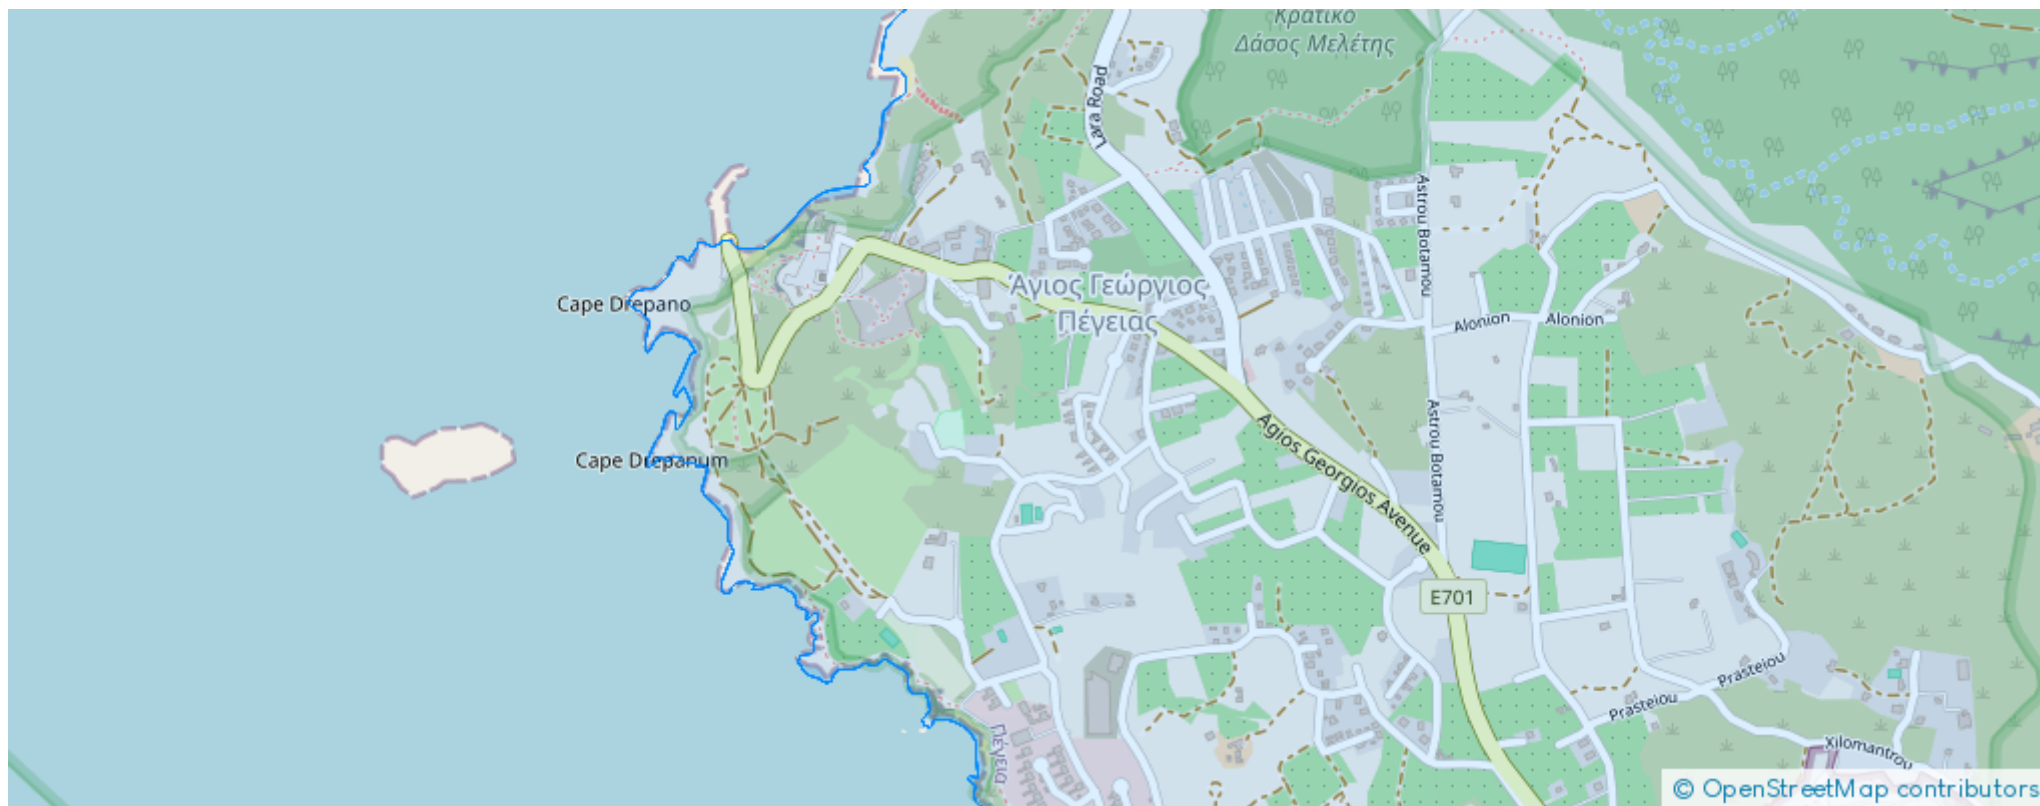 Κρατικό
Δάσος Μελέτης
Lara Road
Astrou Botamou
Cape Drepano
Άγιος Γεώργιος
Πέγειας
Alonion
Alonion
Astrou Botamou
Agios Georgios Avenue
Cape Drepanum
E701
Prasteiou
Prasteiou
Πέγεια
Xilomantrou
© OpenStreetMap contributors